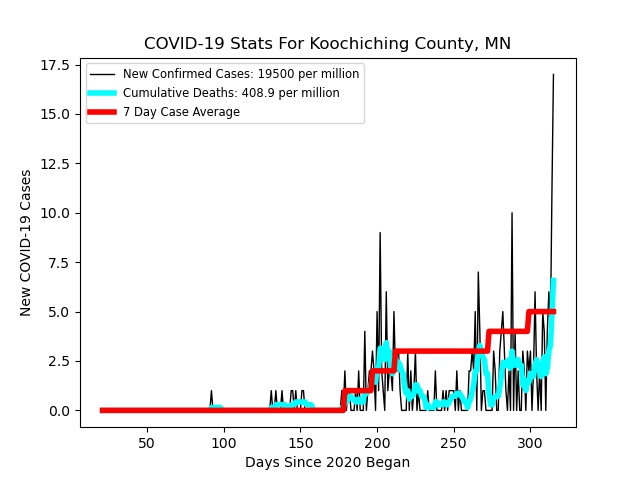 COVID-19 Stats For Koochiching County, MN
New Confirmed Cases: 19500 per million
Cumulative Deaths: 408.9 per million
7 Day Case Average
17.5
15.0
12.5
10.0
7.5
5.0
2.5
0.0
New COVID-19 Cases
50 100 150 200 250 300
Days Since 2020 Began